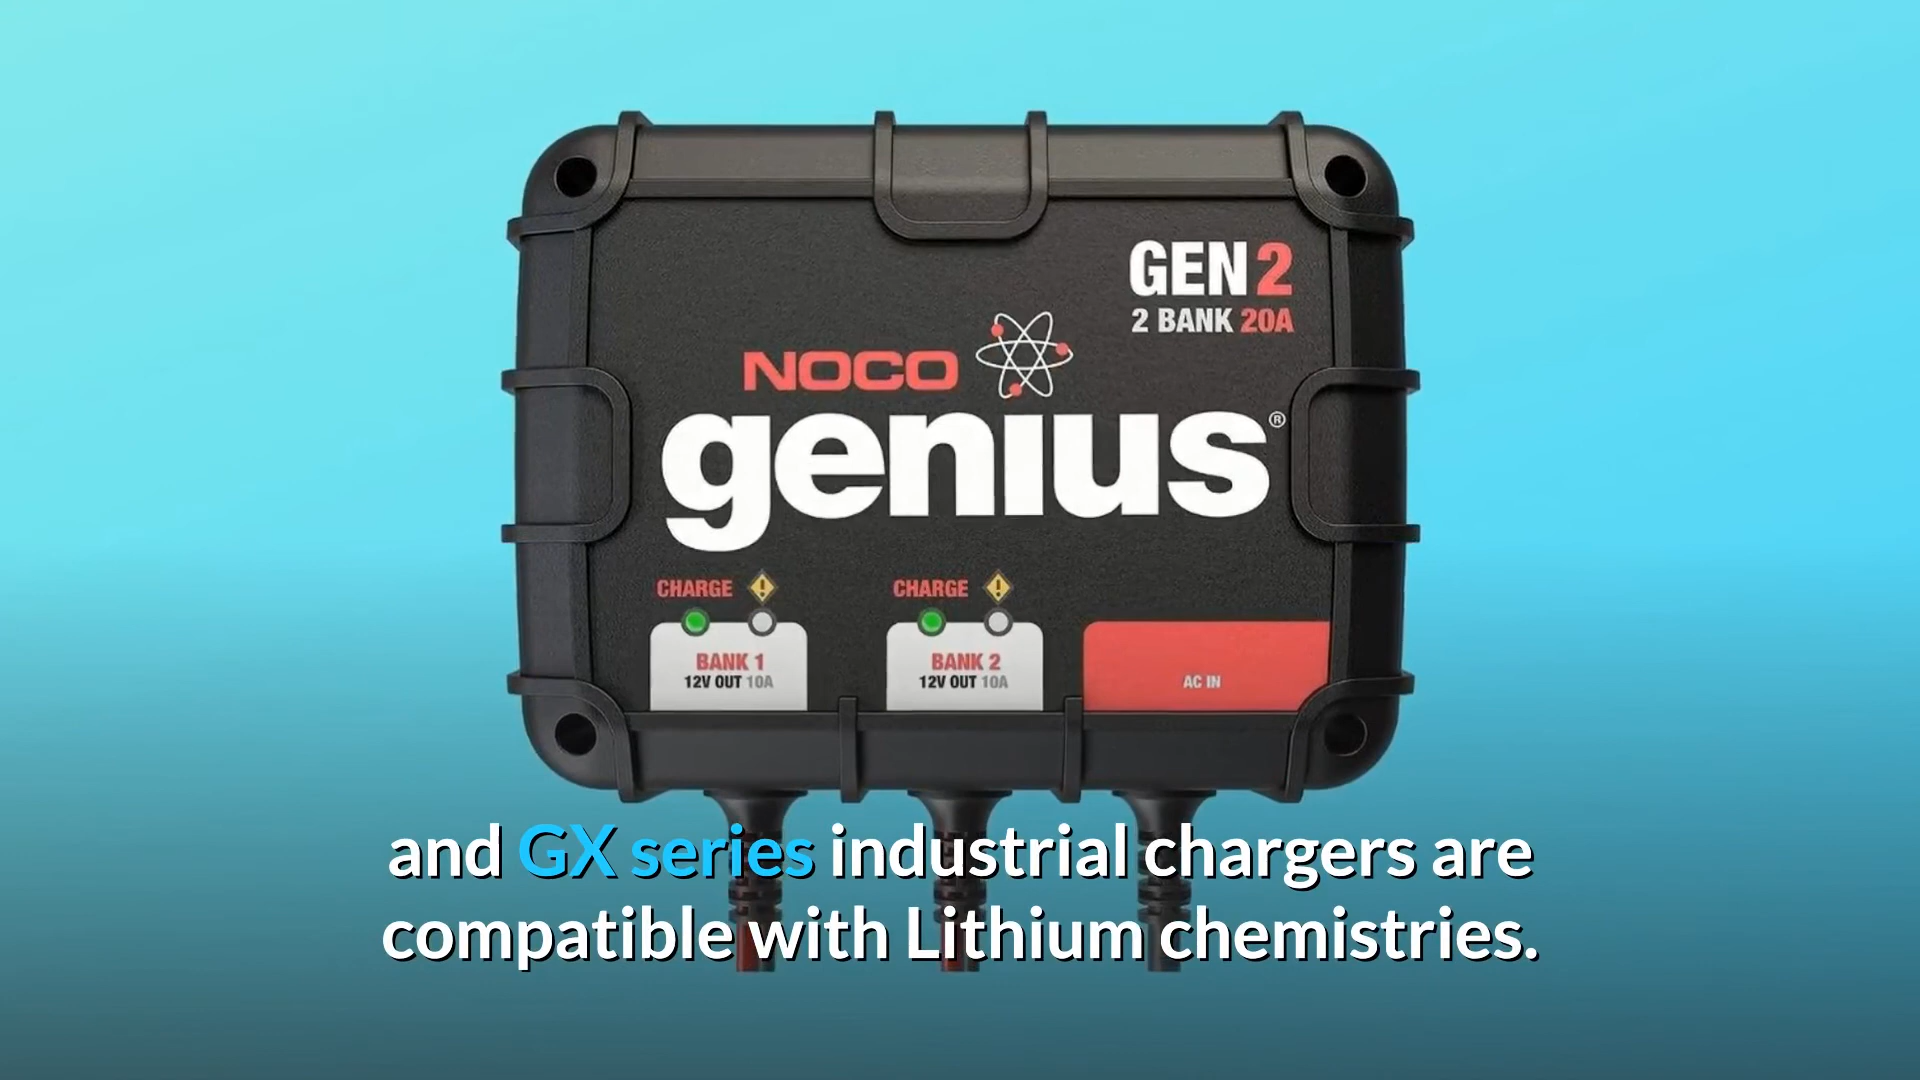 GEN2
2 BANK 20A
NOCO
genius®
CHARGE
CHARGE
BANK 1
12V OUT 10A
BANK 2
12V OUT 10A
AC IN
and GX series industrial chargers are
compatible with Lithium chemistries.